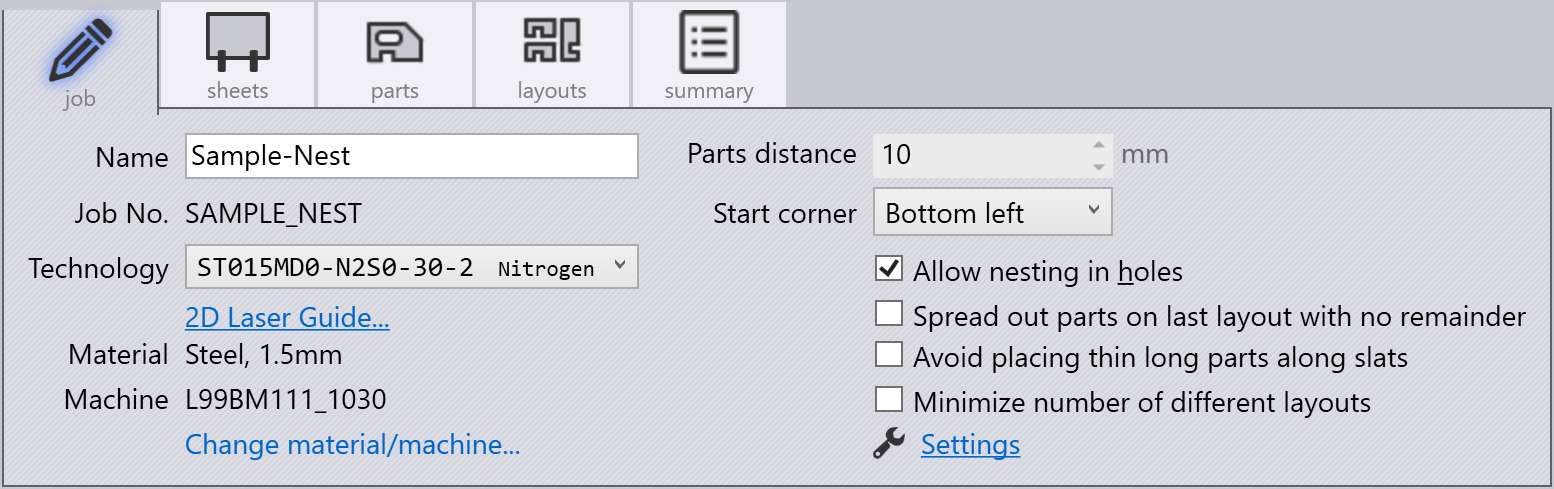 job
sheets
parts
layouts
summary
Name Sample-Nest
Job No. SAMPLE_NEST
Technology ST015MD0-N2S0-30-2 Nitrogen
2D Laser Guide...
Material Steel, 1.5mm
Machine L99BM111_1030
Change material/machine...
Parts distance 10 mm
Start corner Bottom left
Allow nesting in holes
Spread out parts on last layout with no remainder
Avoid placing thin long parts along slats
Minimize number of different layouts
Settings